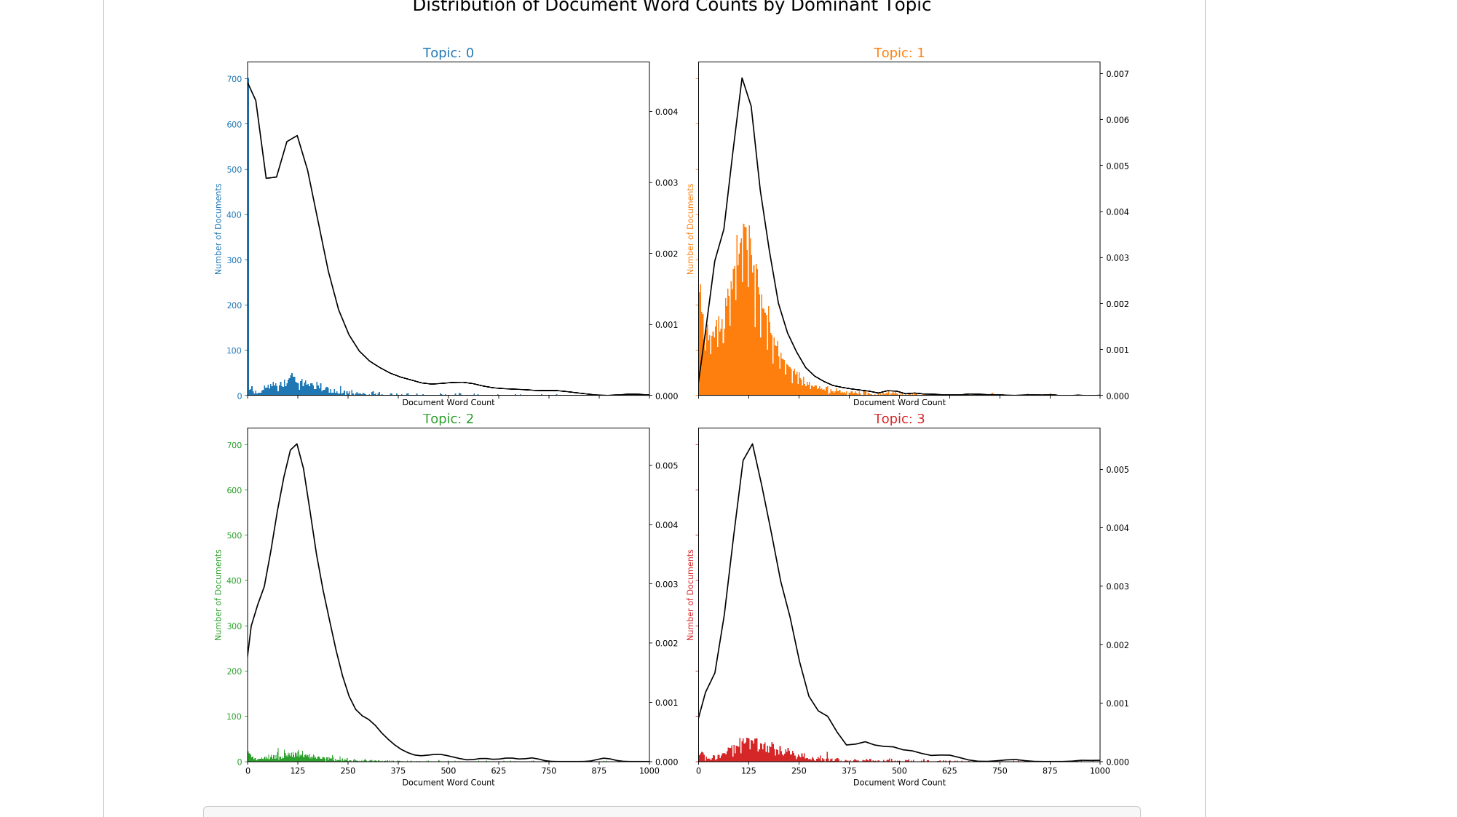 Distribution of Document Word Counts by Dominant Topic
Topic: 0
Topic: 1
700
600
500
400
300
200
100
0
Number of Documents
0.004
0.003
0.002
0.001
0.000
Document Word Count
Number of Documents
0.007
0.006
0.005
0.004
0.003
0.002
0.001
0.000
Document Word Count
Topic: 2
Topic: 3
700
600
500
400
300
200
100
0
Number of Documents
0.005
0.004
0.003
0.002
0.001
0.000
0 125 250 375 500 625 750 875 1000
Document Word Count
Number of Documents
0.005
0.004
0.003
0.002
0.001
0.000
0 125 250 375 500 625 750 875 1000
Document Word Count